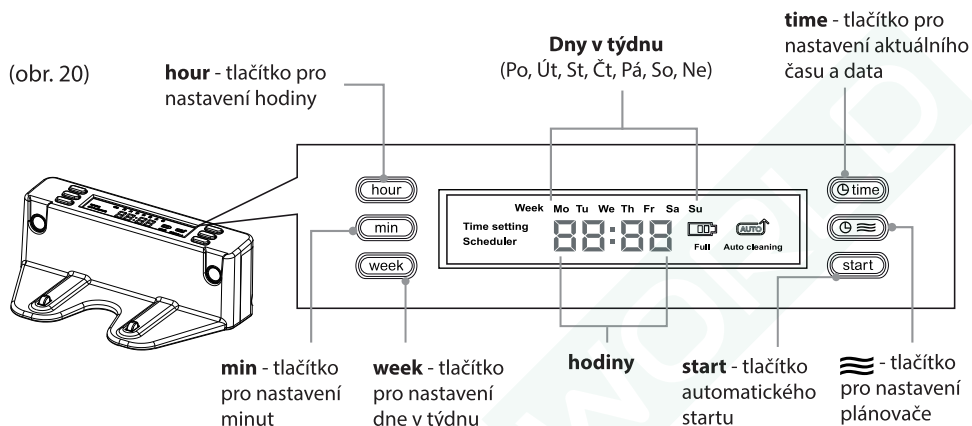 (obr. 20)
hour - tlačítko pro
nastavení hodiny
Dny v týdnu
(Po, Út, St, Čt, Pá, So, Ne)
time - tlačítko pro
nastavení aktuálního
času a data
hour
min
week
Week Mo Tu We Th Fr Sa Su
Time setting
Scheduler
88:88
Full
AUTO
Auto cleaning
time
start
min - tlačítko
pro nastavení
minut
week - tlačítko
pro nastavení
dne v týdnu
hodiny
start - tlačítko
automatického
startu
- tlačítko
pro nastavení
plánovače
WORLD